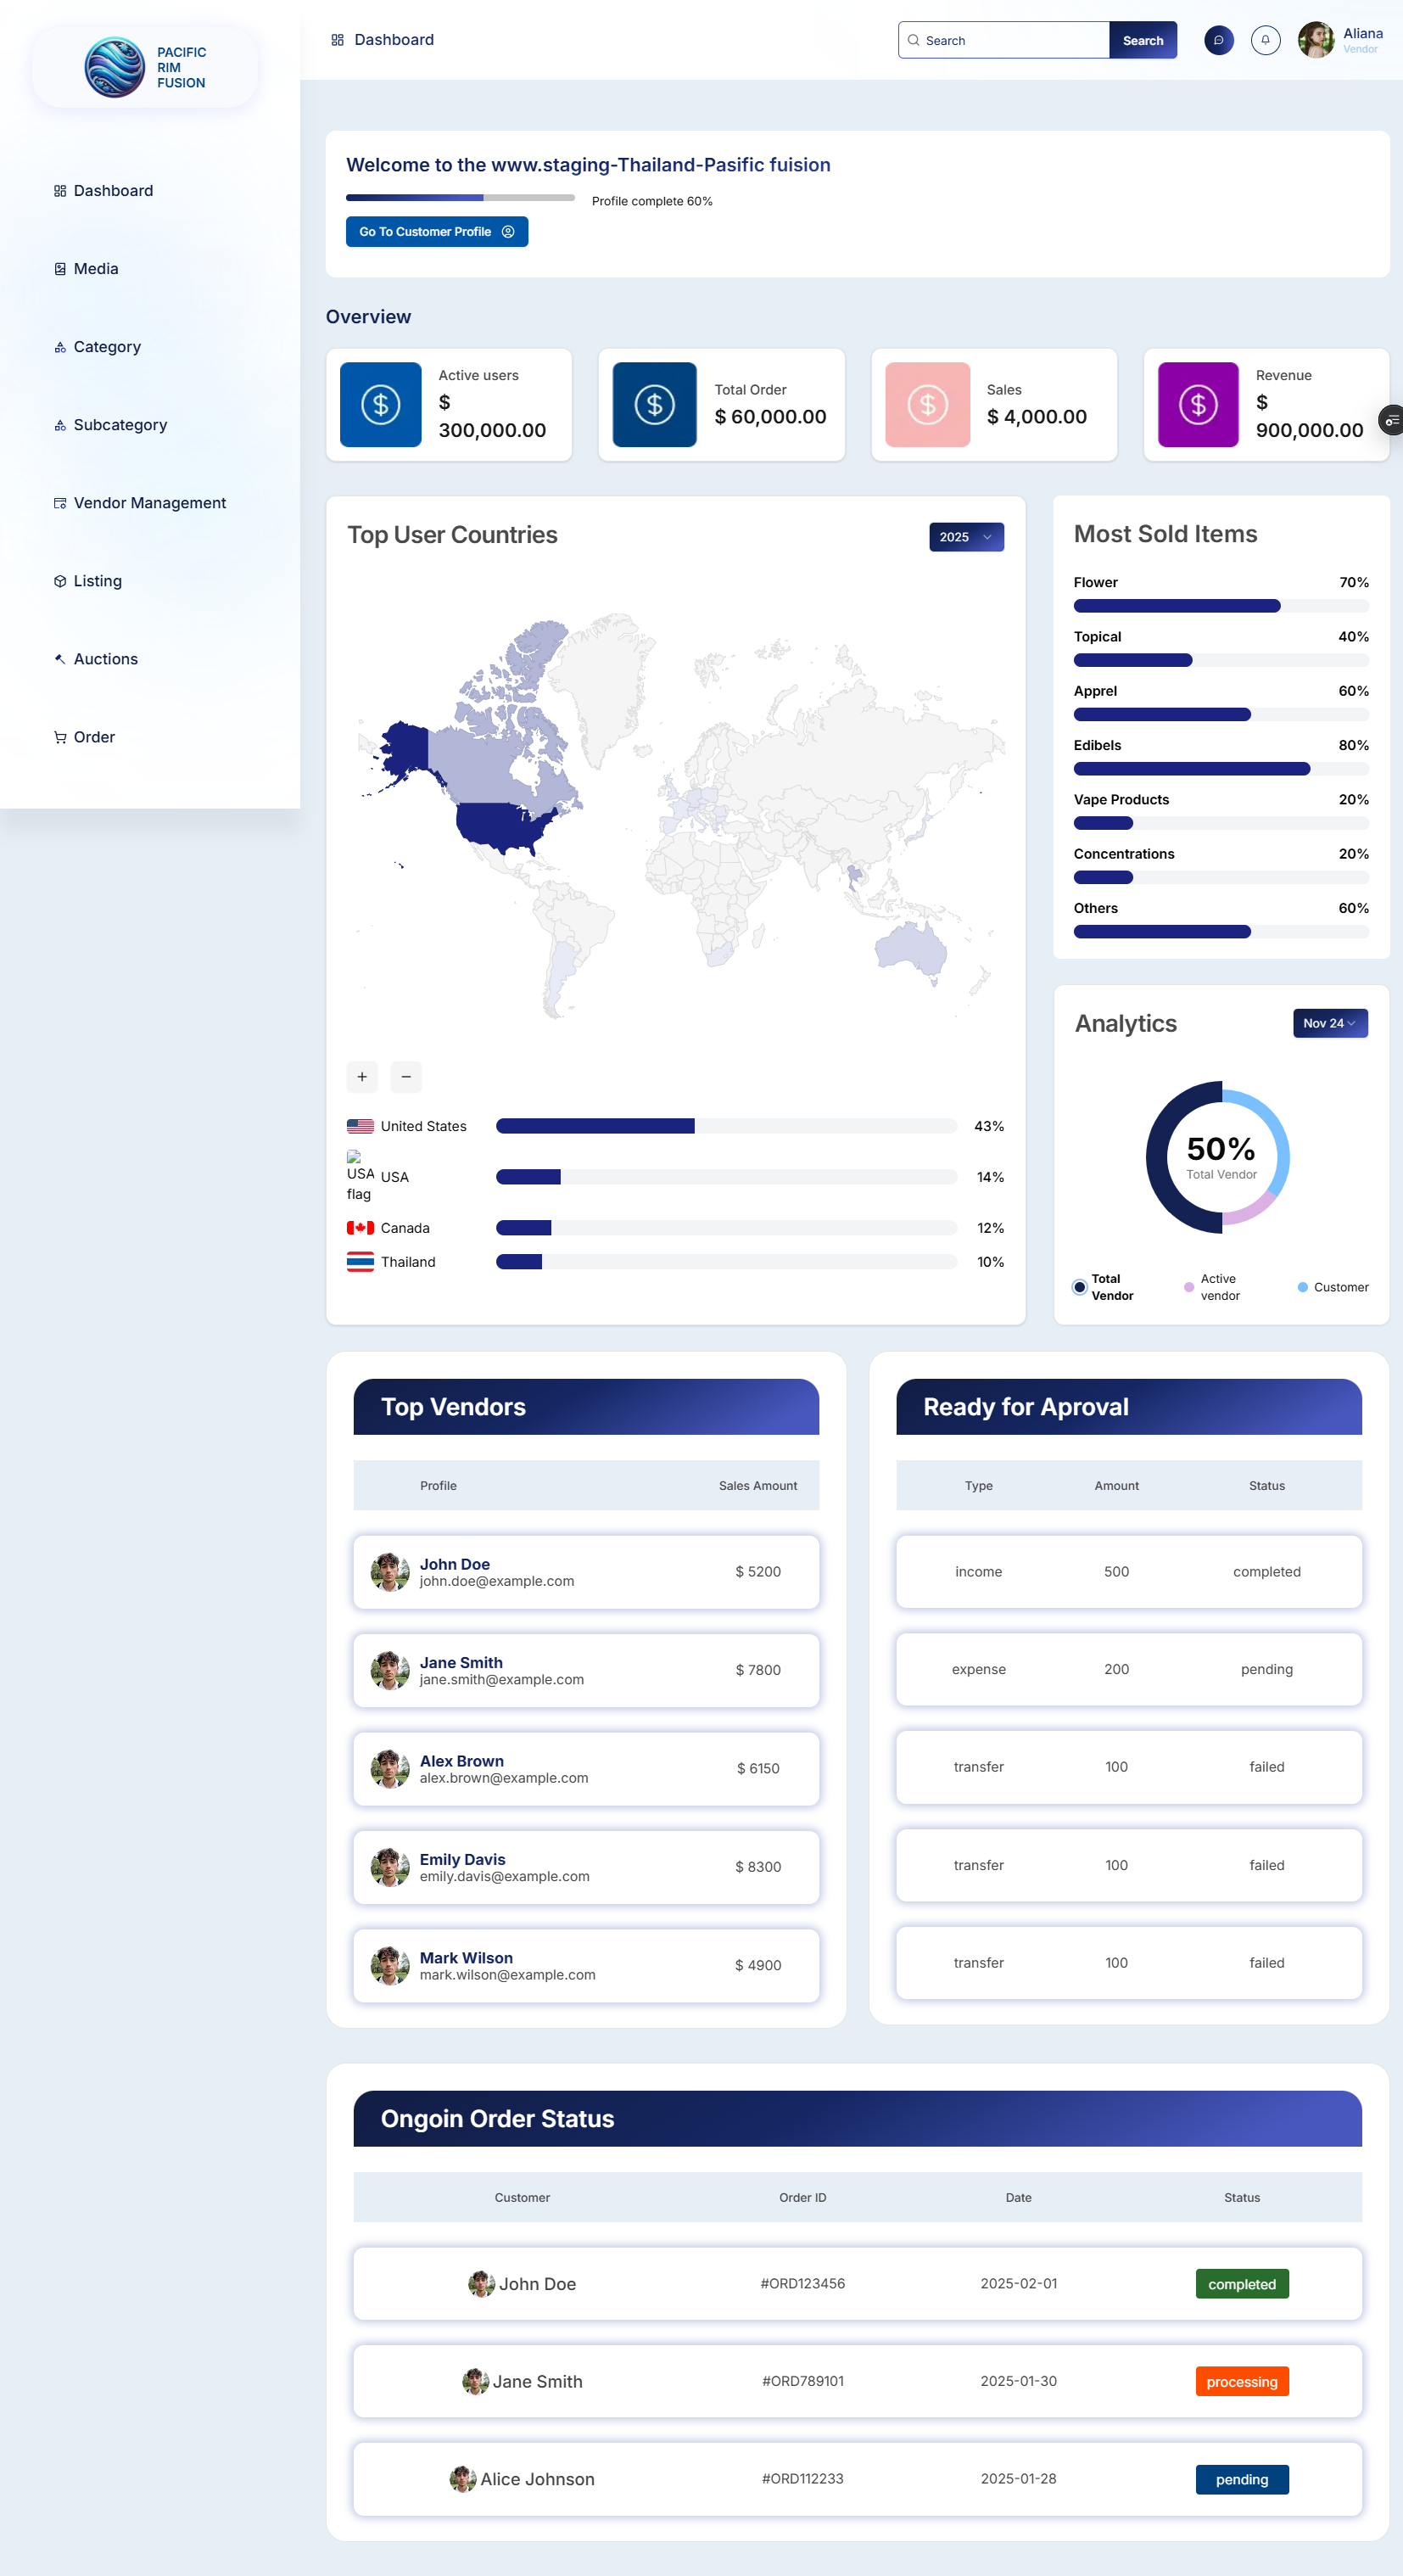 PACIFIC
RIM
FUSION
Dashboard
Media
Category
Subcategory
Vendor Management
Listing
Auctions
Order
Dashboard
Search
Search
Aliana
Vendor
Welcome to the www.staging-Thailand-Pasific fuision
Profile complete 60%
Go To Customer Profile
Overview
Active users
$
300,000.00
Total Order
$ 60,000.00
Sales
$ 4,000.00
Revenue
$
900,000.00
Top User Countries
2025
+
−
United States
43%
USA
flag
USA
14%
Canada
12%
Thailand
10%
Most Sold Items
Flower 70%
Topical 40%
Apprel 60%
Edibels 80%
Vape Products 20%
Concentrations 20%
Others 60%
Analytics
Nov 24
50%
Total Vendor
Total
Vendor
Active
vendor
Customer
Top Vendors
Profile Sales Amount
John Doe
john.doe@example.com
$ 5200
Jane Smith
jane.smith@example.com
$ 7800
Alex Brown
alex.brown@example.com
$ 6150
Emily Davis
emily.davis@example.com
$ 8300
Mark Wilson
mark.wilson@example.com
$ 4900
Ready for Aproval
Type Amount Status
income 500 completed
expense 200 pending
transfer 100 failed
transfer 100 failed
transfer 100 failed
Ongoin Order Status
Customer Order ID Date Status
John Doe #ORD123456 2025-02-01 completed
Jane Smith #ORD789101 2025-01-30 processing
Alice Johnson #ORD112233 2025-01-28 pending